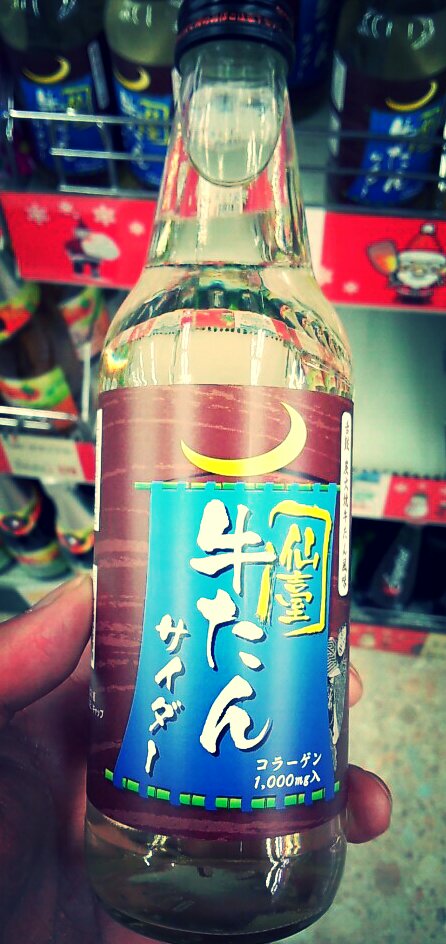 仙臺
牛たん
サイダー
コラーゲン
1,000mg入